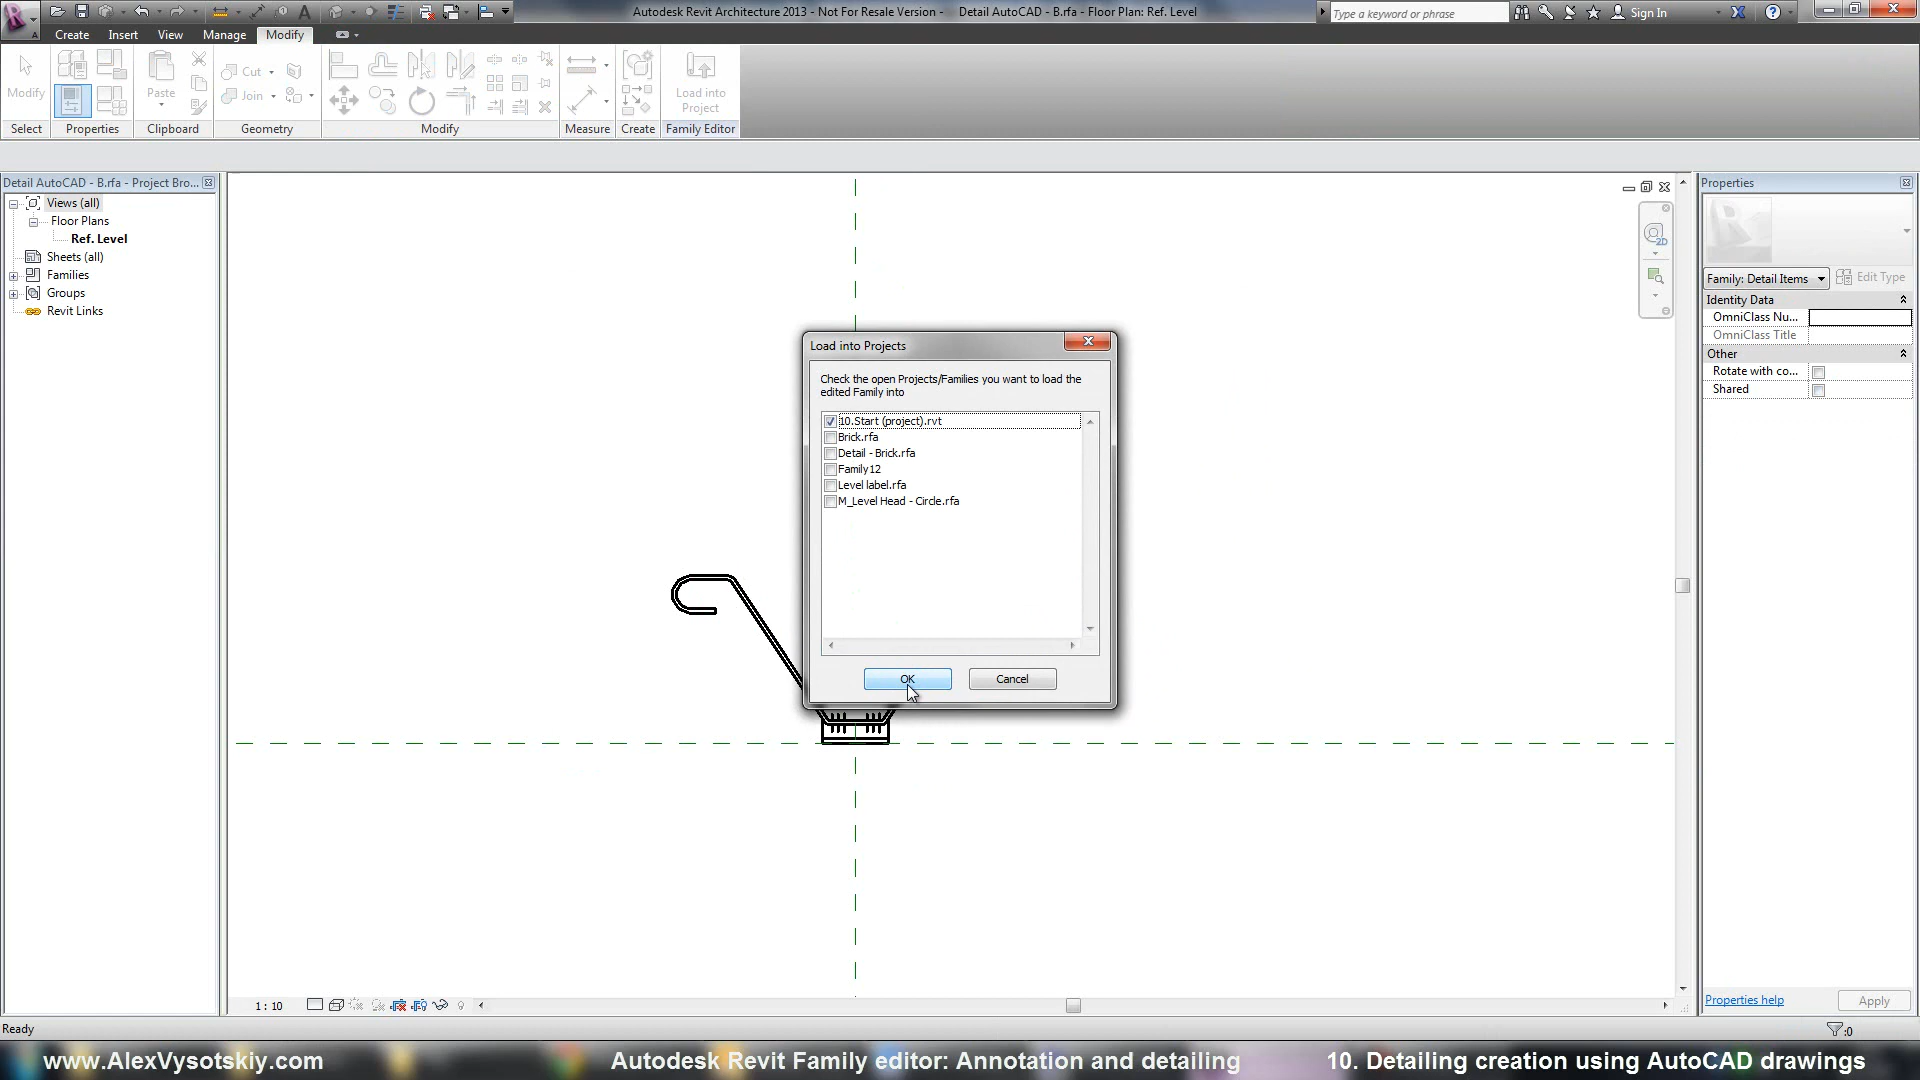 Autodesk Revit Architecture 2013 - Not For Resale Version - Detail AutoCAD - B.rfa - Floor Plan: Ref. Level
Type a keyword or phrase
Sign In
Create Insert View Manage Modify
Modify
Paste
Cut
Join
Load into
Project
Select Properties Clipboard Geometry Modify Measure Create Family Editor
Detail AutoCAD - B.rfa - Project Bro...
Views (all)
Floor Plans
Ref. Level
Sheets (all)
Families
Groups
Revit Links
2D
Load into Projects
Check the open Projects/Families you want to load the
edited Family into
10.Start (project).rvt
Brick.rfa
Detail - Brick.rfa
Family12
Level label.rfa
M_Level Head - Circle.rfa
OK Cancel
Properties
Family: Detail Items Edit Type
Identity Data
OmniClass Nu...
OmniClass Title
Other
Rotate with co...
Shared
Properties help Apply
1 : 10
Ready
:0
www.AlexVysotskiy.com Autodesk Revit Family editor: Annotation and detailing 10. Detailing creation using AutoCAD drawings